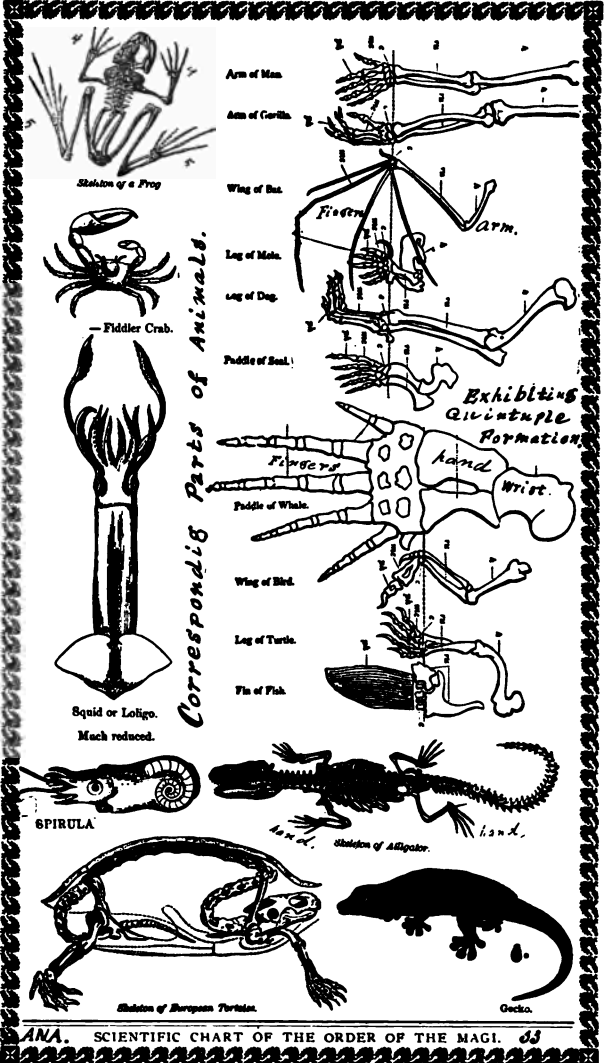 Skeleton of a Frog
— Fiddler Crab.
Squid or Loligo.
Much reduced.
Correspondig Parts of Animals.
Arm of Man.
Arm of Gorilla.
Wing of Bat.
Fingers
arm.
Leg of Mole.
Leg of Dog.
Paddle of Seal.
Exhibiting
Quintuple
Formation
Fingers
hand
Wrist.
Paddle of Whale.
Wing of Bird.
Leg of Turtle.
Fin of Fish.
SPIRULA
hand.
Skeleton of Alligator.
hand.
Skeleton of European Tortoise.
Gecko.
ANA. SCIENTIFIC CHART OF THE ORDER OF THE MAGI. 53